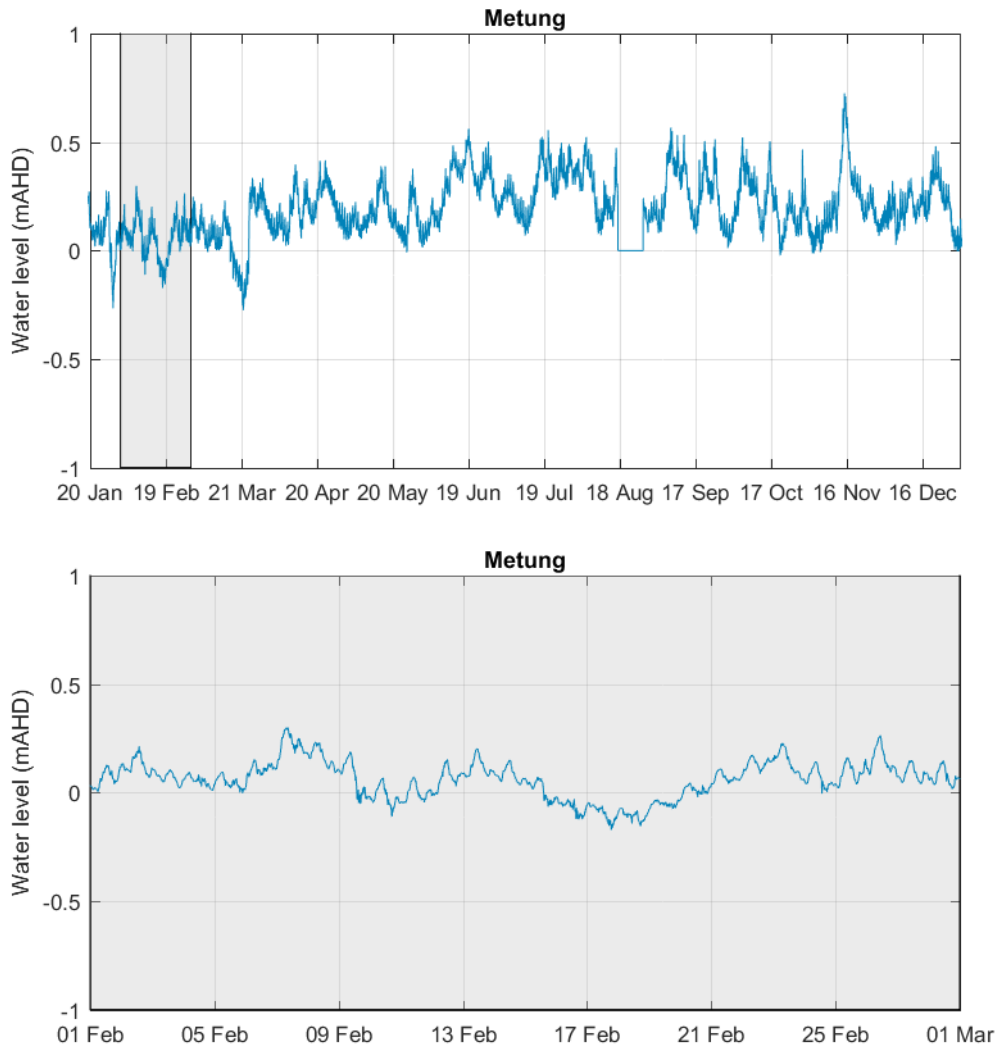 Metung
1
0.5
0
-0.5
-1
Water level (mAHD)
20 Jan 19 Feb 21 Mar 20 Apr 20 May 19 Jun 19 Jul 18 Aug 17 Sep 17 Oct 16 Nov 16 Dec
Metung
1
0.5
0
-0.5
-1
Water level (mAHD)
01 Feb 05 Feb 09 Feb 13 Feb 17 Feb 21 Feb 25 Feb 01 Mar